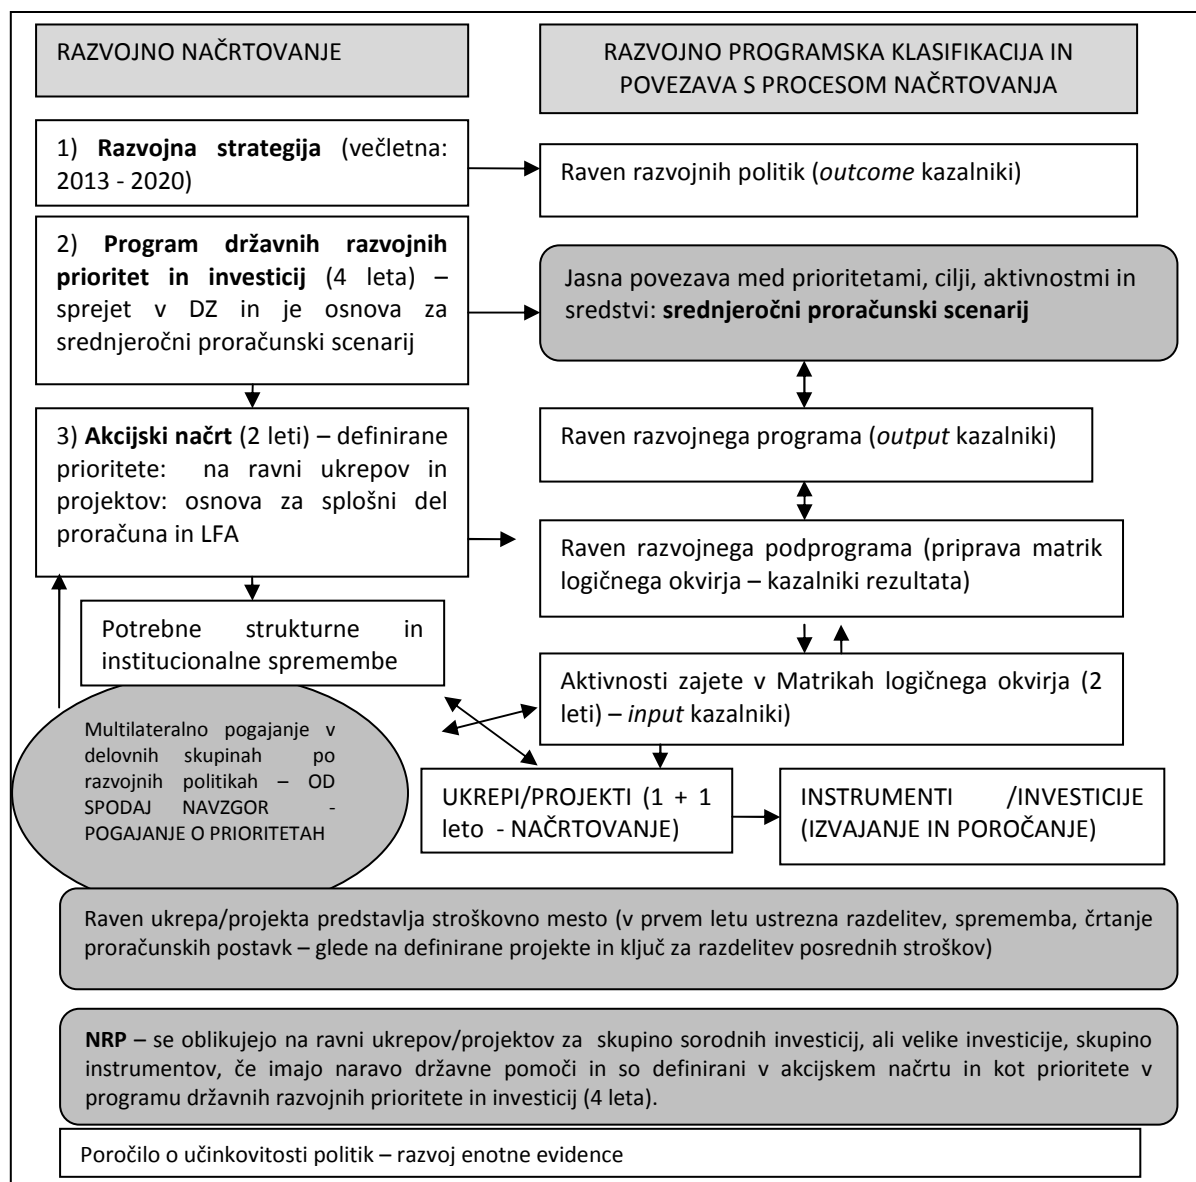 RAZVOJNO NAČRTOVANJE
RAZVOJNO PROGRAMSKA KLASIFIKACIJA IN
POVEZAVA S PROCESOM NAČRTOVANJA
1) Razvojna strategija (večletna:
2013 - 2020)
Raven razvojnih politik (outcome kazalniki)
2) Program državnih razvojnih
prioritet in investicij (4 leta) –
sprejet v DZ in je osnova za
srednjeročni proračunski scenarij
Jasna povezava med prioritetami, cilji, aktivnostmi in
sredstvi: srednjeročni proračunski scenarij
3) Akcijski načrt (2 leti) – definirane
prioritete: na ravni ukrepov in
projektov: osnova za splošni del
proračuna in LFA
Raven razvojnega programa (output kazalniki)
Raven razvojnega podprograma (priprava matrik
logičnega okvirja – kazalniki rezultata)
Potrebne strukturne in
institucionalne spremembe
Aktivnosti zajete v Matrikah logičnega okvirja (2
leti) – input kazalniki)
Multilateralno pogajanje v
delovnih skupinah po
razvojnih politikah – OD
SPODAJ NAVZGOR -
POGAJANJE O PRIORITETAH
UKREPI/PROJEKTI (1 + 1
leto - NAČRTOVANJE)
INSTRUMENTI /INVESTICIJE
(IZVAJANJE IN POROČANJE)
Raven ukrepa/projekta predstavlja stroškovno mesto (v prvem letu ustrezna razdelitev, sprememba, črtanje
proračunskih postavk – glede na definirane projekte in ključ za razdelitev posrednih stroškov)
NRP – se oblikujejo na ravni ukrepov/projektov za skupino sorodnih investicij, ali velike investicije, skupino
instrumentov, če imajo naravo državne pomoči in so definirani v akcijskem načrtu in kot prioritete v
programu državnih razvojnih prioritete in investicij (4 leta).
Poročilo o učinkovitosti politik – razvoj enotne evidence